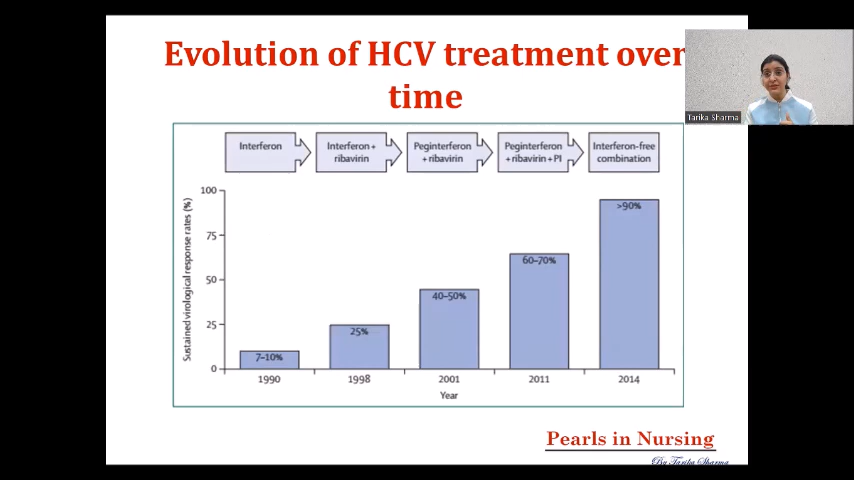 Evolution of HCV treatment over
time
Tarika Sharma
Interferon
Interferon +
ribavirin
Peginterferon
+ ribavirin
Peginterferon
+ ribavirin + PI
Interferon-free
combination
Sustained virological response rates (%)
100
75
50
25
0
7–10%
25%
40–50%
60–70%
>90%
1990
1998
2001
2011
2014
Year
Pearls in Nursing
By Tarika Sharma